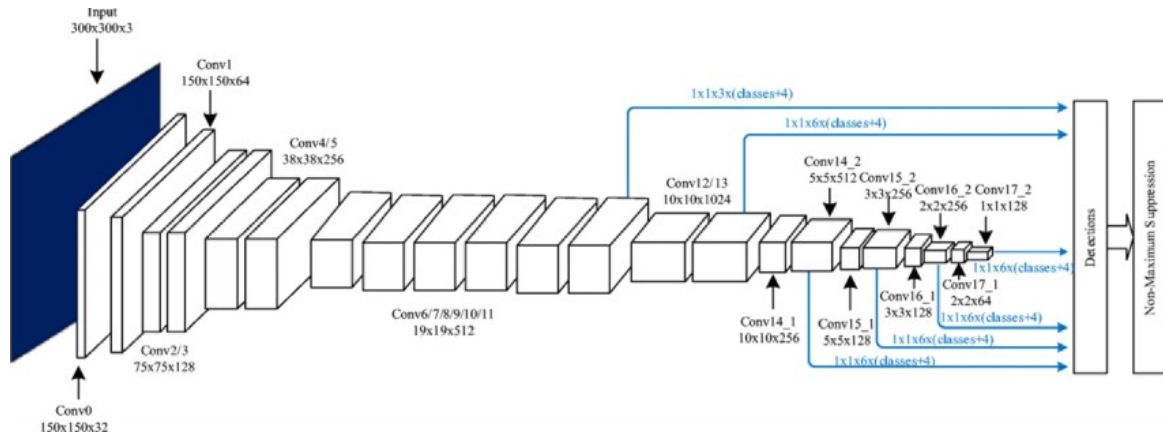 Input
300x300x3
Conv1
150x150x64
Conv4/5
38x38x256
1x1x3x(classes+4)
1x1x6x(classes+4)
Conv12/13
10x10x1024
Conv14_2
5x5x512
Conv15_2
3x3x256
Conv16_2
2x2x256
Conv17_2
1x1x128
1x1x6x(classes+4)
Conv17_1
2x2x64
Conv16_1
3x3x128
1x1x6x(classes+4)
Conv6/7/8/9/10/11
19x19x512
Conv14_1
10x10x256
Conv15_1
5x5x128
1x1x6x(classes+4)
1x1x6x(classes+4)
Conv2/3
75x75x128
Conv0
150x150x32
Detections
Non-Maximum Suppression